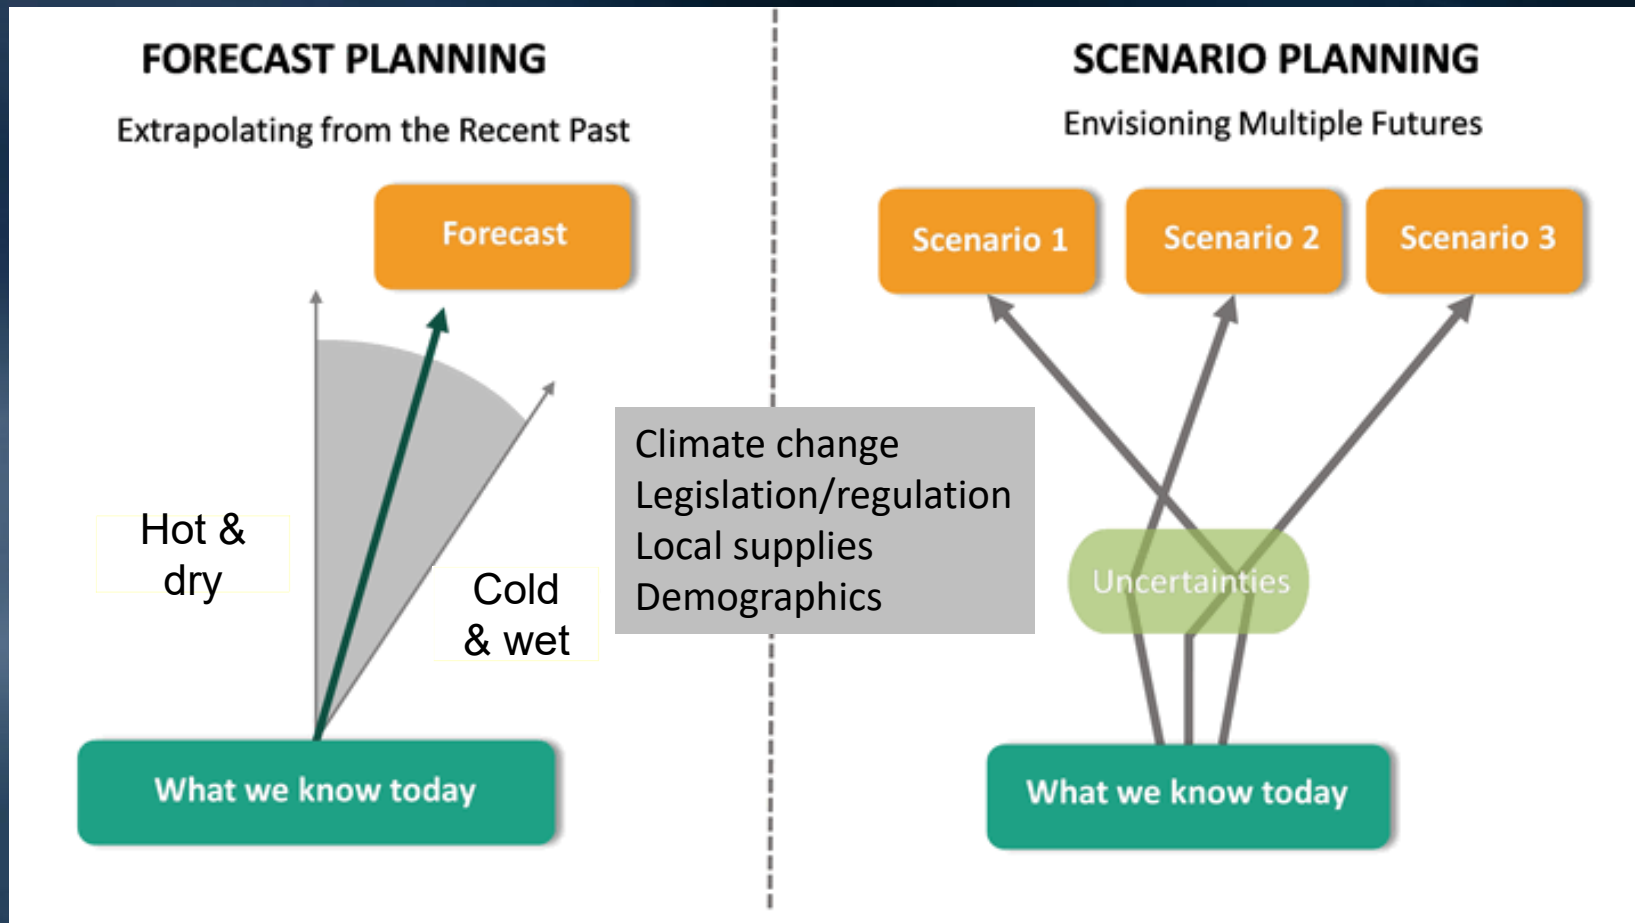 FORECAST PLANNING
Extrapolating from the Recent Past
Forecast
Hot &
dry
Cold
& wet
What we know today
Climate change
Legislation/regulation
Local supplies
Demographics
SCENARIO PLANNING
Envisioning Multiple Futures
Scenario 1
Scenario 2
Scenario 3
Uncertainties
What we know today